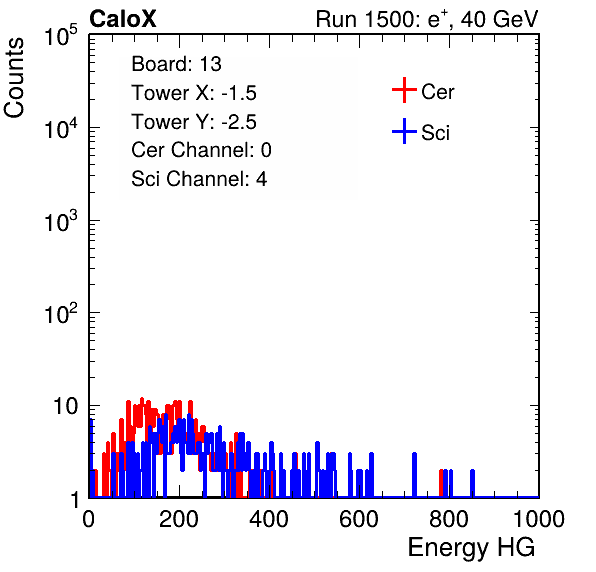 CaloX Run 1500: e⁺, 40 GeV
Counts
10⁵
10⁴
10³
10²
10
1
Board: 13
Tower X: -1.5
Tower Y: -2.5
Cer Channel: 0
Sci Channel: 4
Cer
Sci
0 200 400 600 800 1000
Energy HG